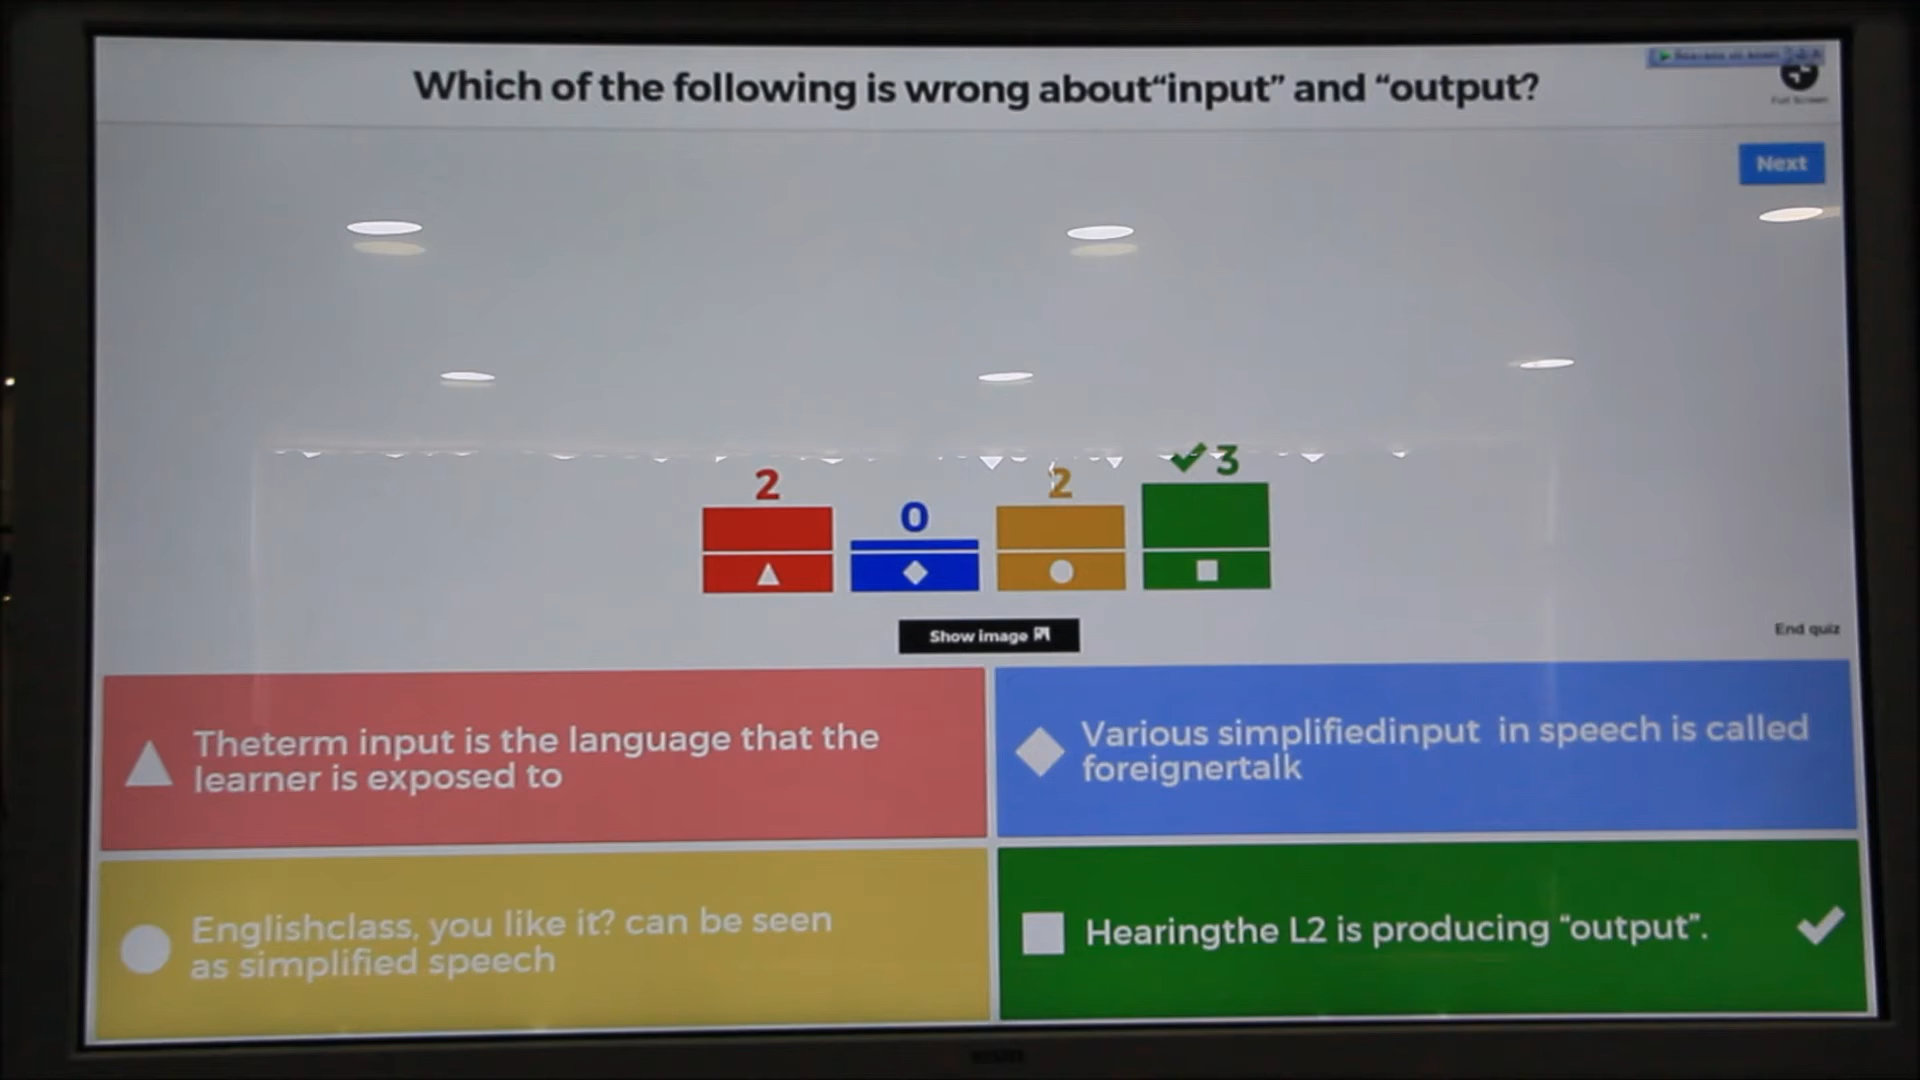 Which of the following is wrong about“input” and “output?
Full Screen
Next
2
0
2
3
Show image
End quiz
Theterm input is the language that the
learner is exposed to
Various simplifiedinput in speech is called
foreignertalk
Englishclass, you like it? can be seen
as simplified speech
Hearingthe L2 is producing “output”.